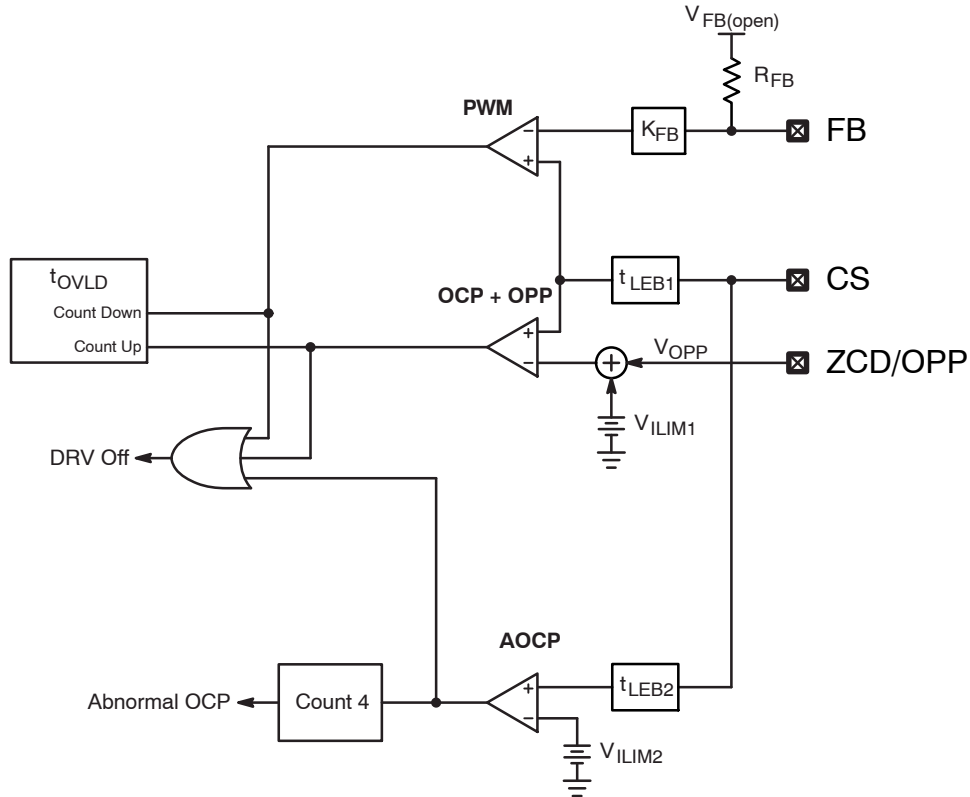 VFB(open)
RFB
PWM
−
+
KFB
FB
tOVLD
Count Down
Count Up
OCP + OPP
+
−
tLEB1
CS
+
VOPP
ZCD/OPP
VILIM1
DRV Off
AOCP
Abnormal OCP
Count 4
+
−
tLEB2
VILIM2